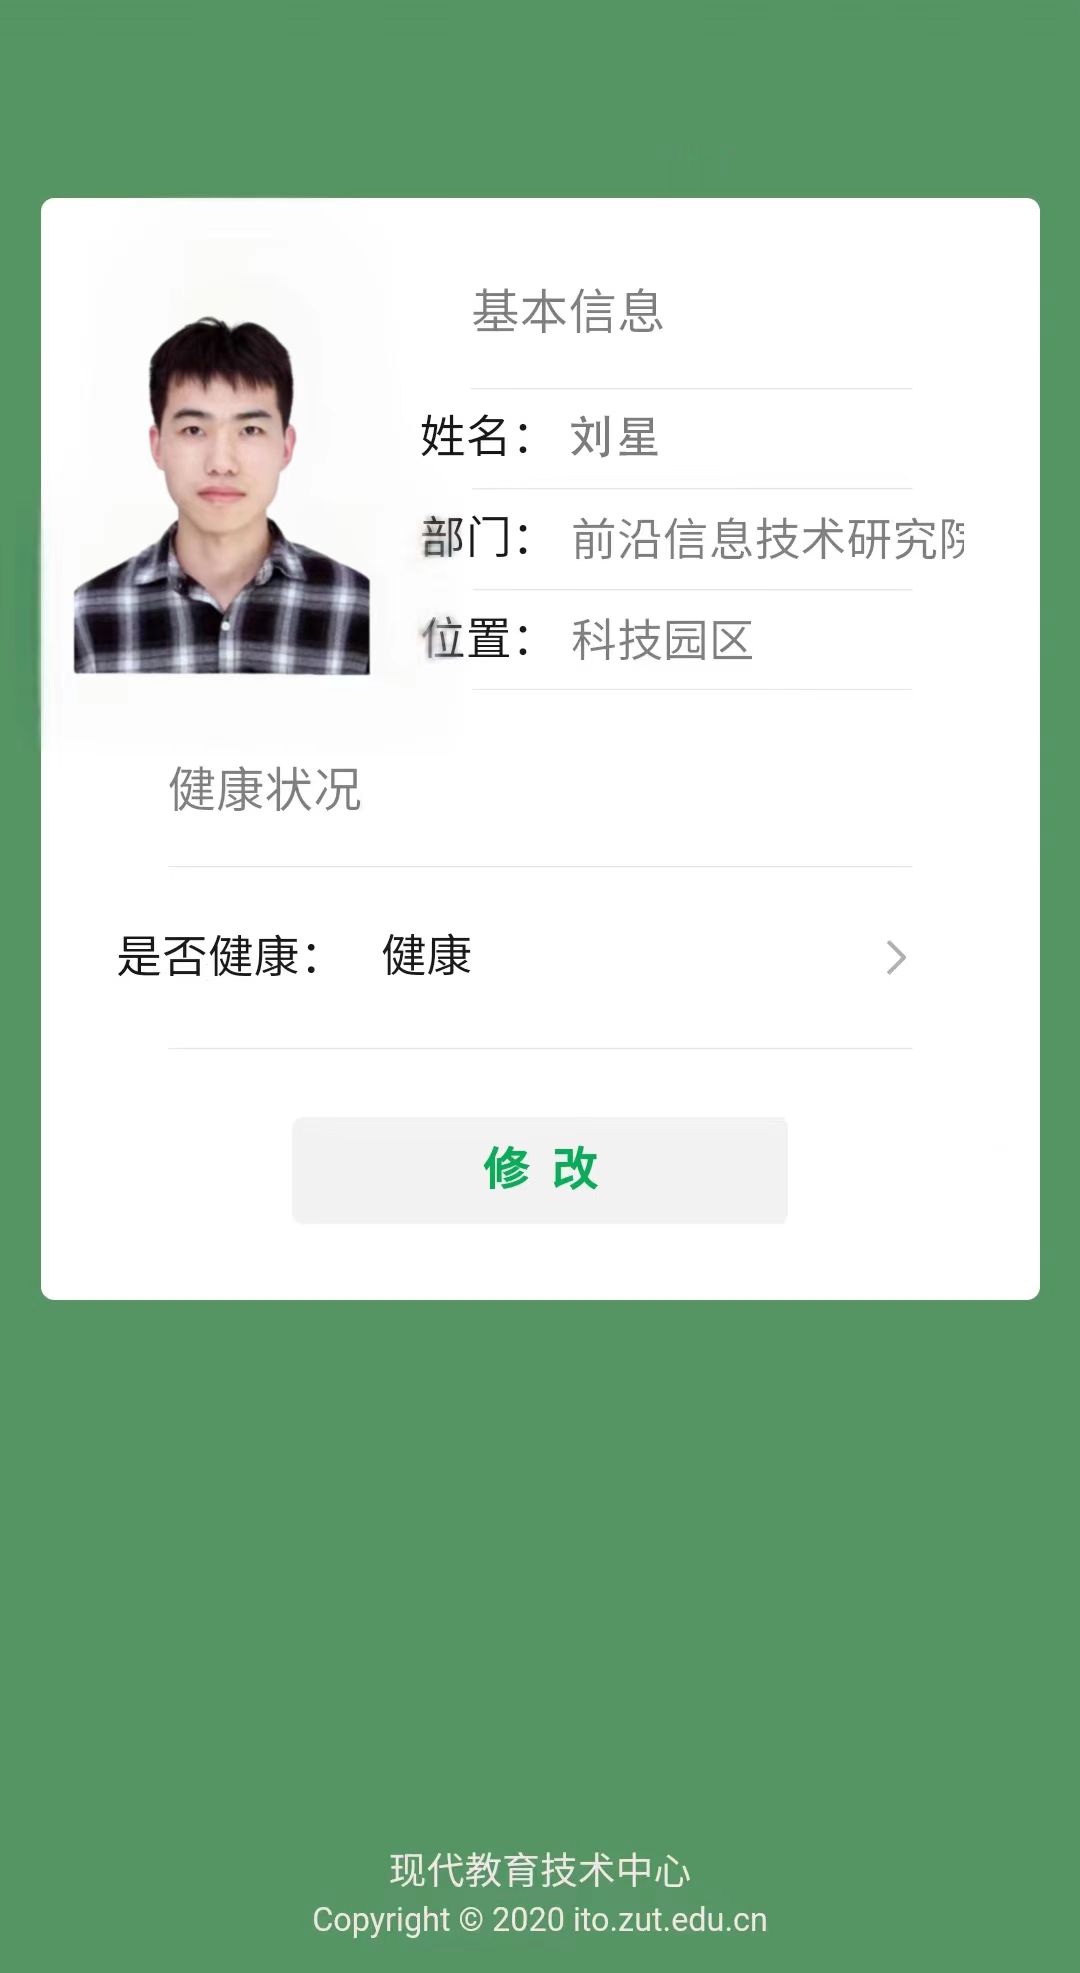 基本信息
姓名： 刘星
部门： 前沿信息技术研究院
位置： 科技园区
健康状况
是否健康： 健康
修 改
现代教育技术中心
Copyright © 2020 ito.zut.edu.cn